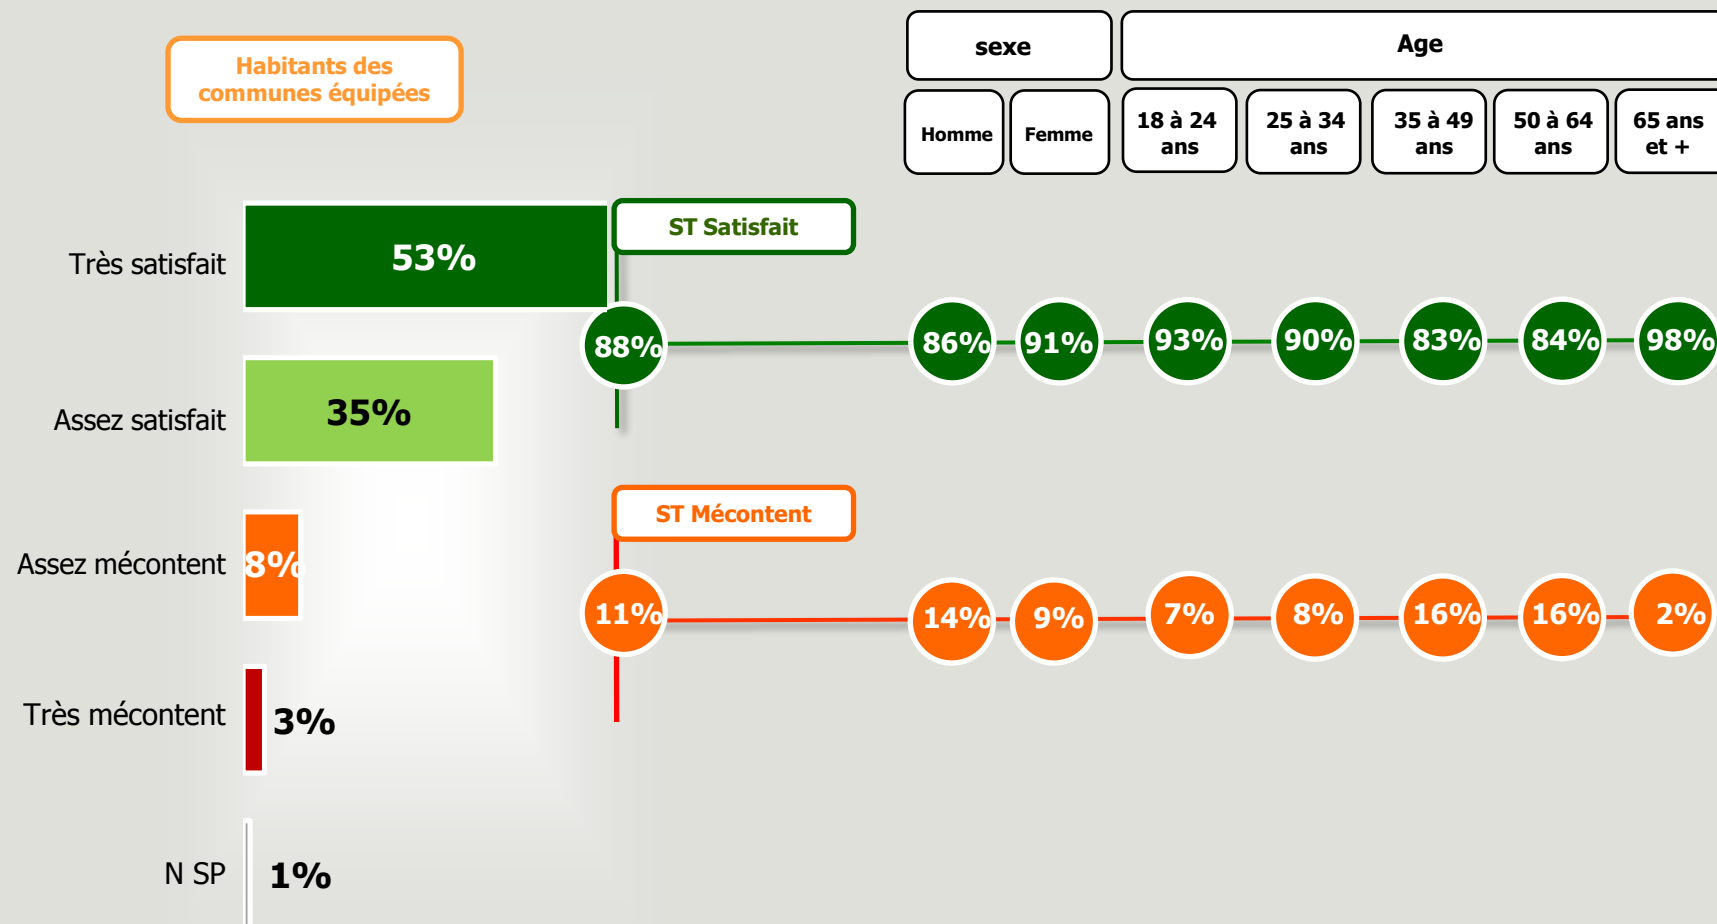 Habitants des
communes équipées
sexe
Age
Homme
Femme
18 à 24
ans
25 à 34
ans
35 à 49
ans
50 à 64
ans
65 ans
et +
Très satisfait
53%
ST Satisfait
88%
86%
91%
93%
90%
83%
84%
98%
Assez satisfait
35%
ST Mécontent
Assez mécontent
8%
11%
14%
9%
7%
8%
16%
16%
2%
Très mécontent
3%
N SP
1%